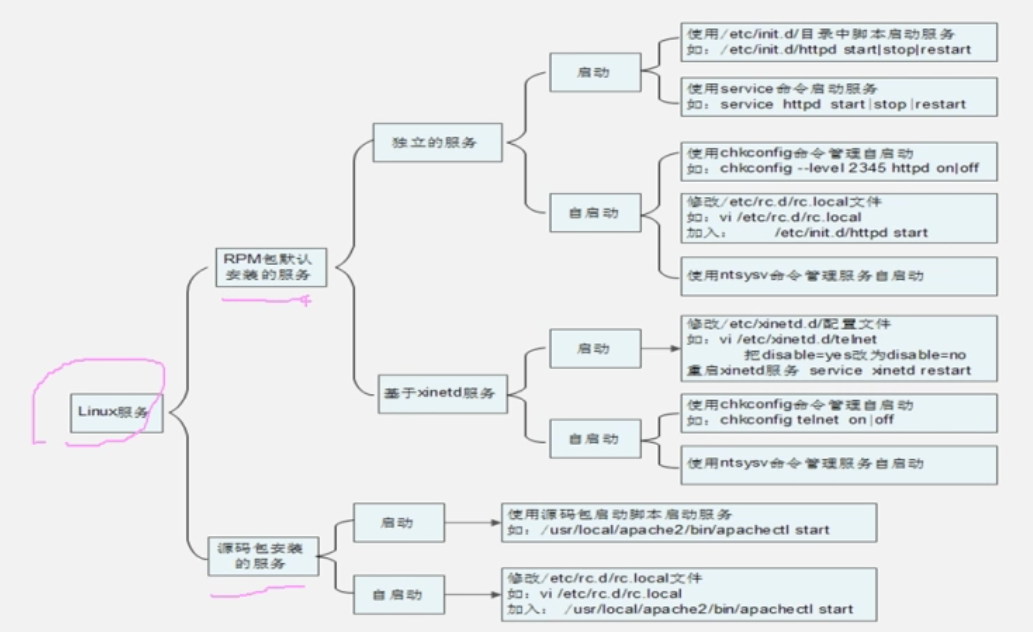 使用/etc/init.d/目录中脚本启动服务
如：/etc/init.d/httpd start|stop|restart
启动
使用service命令启动服务
如：service httpd start|stop|restart
独立的服务
使用chkconfig命令管理自启动
如：chkconfig --level 2345 httpd on|off
自启动
修改/etc/rc.d/rc.local文件
如：vi /etc/rc.d/rc.local
加入： /etc/init.d/httpd start
使用ntsysv命令管理服务自启动
RPM包默认
安装的服务
修改/etc/xinetd.d/配置文件
如：vi /etc/xinetd.d/telnet
把disable=yes改为disable=no
重启xinetd服务 service xinetd restart
启动
基于xinetd服务
使用chkconfig命令管理自启动
如：chkconfig telnet on|off
自启动
使用ntsysv命令管理服务自启动
Linux服务
启动
使用源码包启动脚本启动服务
如：/usr/local/apache2/bin/apachectl start
源码包安装
的服务
自启动
修改/etc/rc.d/rc.local文件
如：vi /etc/rc.d/rc.local
加入： /usr/local/apache2/bin/apachectl start